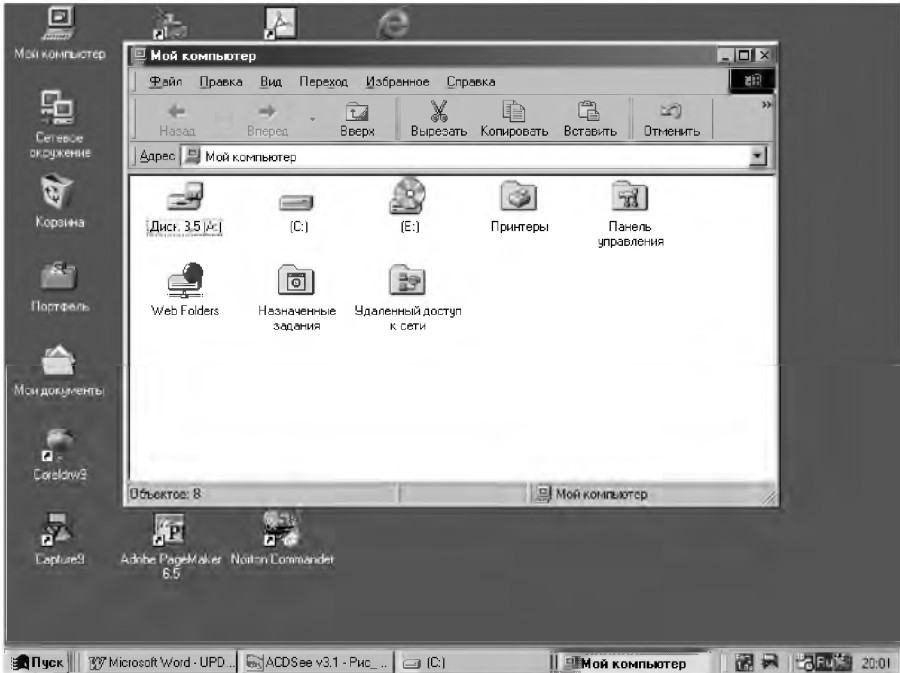 Мой компьютер
Мой компьютер
Файл Правка Вид Переход Избранное Справка
Назад Вперед Вверх Вырезать Копировать Вставить Отменить »
Адрес Мой компьютер
Сетевое
окружение
Корзина
Диск 3,5 (A:) (C:) (E:) Принтеры Панель
управления
Портфель
Web Folders Назначенные
задания
Удаленный доступ
к сети
Мои документы
Coreldrw9
Объектов: 8 Мой компьютер
Capture9 Adobe PageMaker
6.5
Norton Commander
Пуск Microsoft Word - UPD... ACDSee v3.1 - Рис_ ... (C:) Мой компьютер Ru 20:01